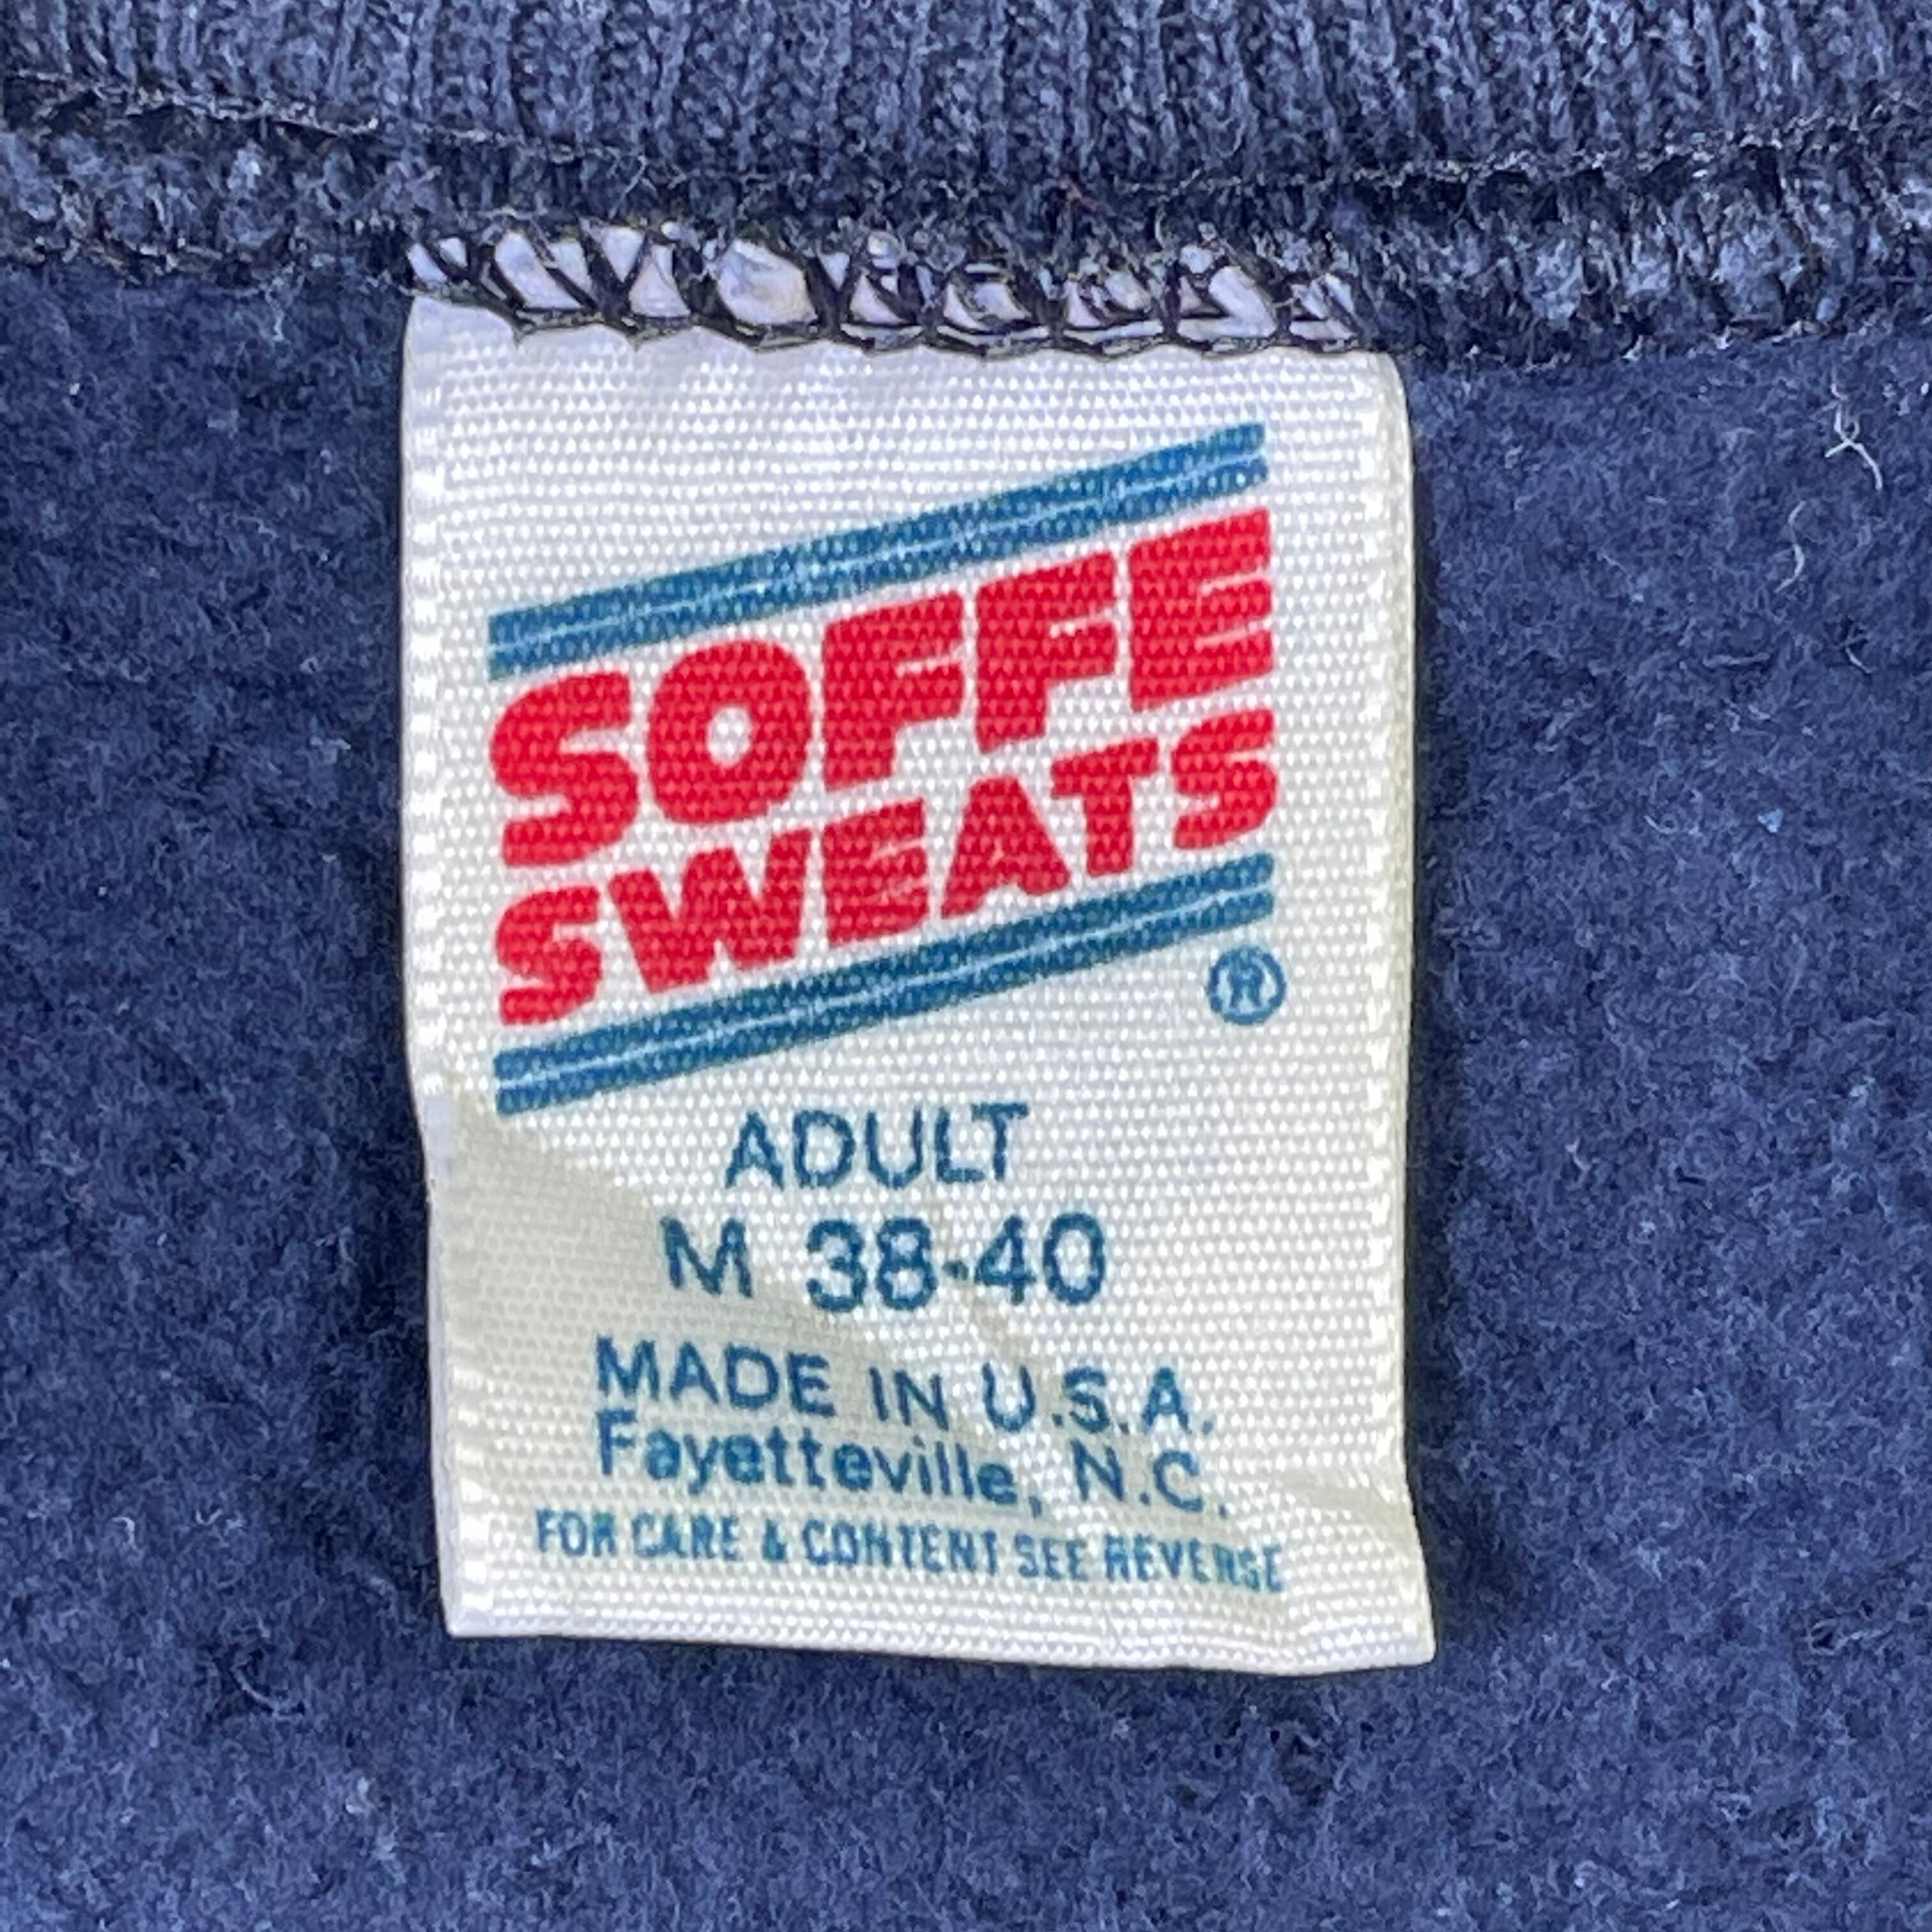 SOFFE
SWEATS
®
ADULT
M 38-40
MADE IN U.S.A.
Fayetteville, N.C.
FOR CARE & CONTENT SEE REVERSE